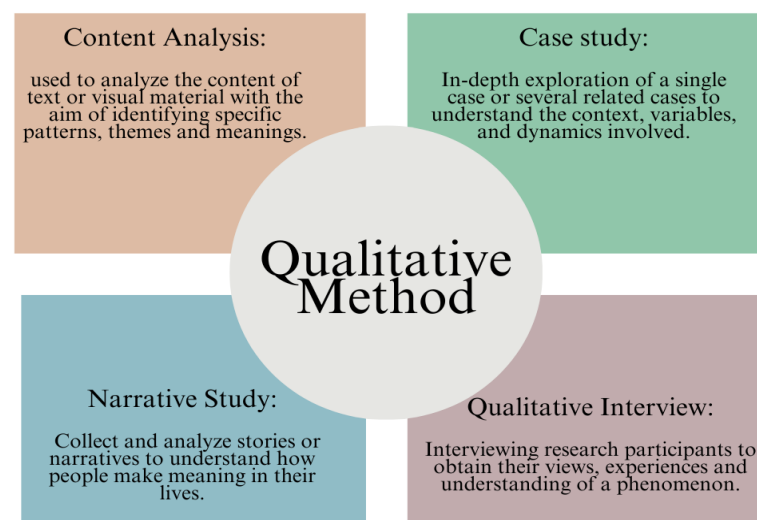 Content Analysis:
used to analyze the content of
text or visual material with the
aim of identifying specific
patterns, themes and meanings.
Case study:
In-depth exploration of a single
case or several related cases to
understand the context, variables,
and dynamics involved.
Qualitative
Method
Narrative Study:
Collect and analyze stories or
narratives to understand how
people make meaning in their
lives.
Qualitative Interview:
Interviewing research participants to
obtain their views, experiences and
understanding of a phenomenon.